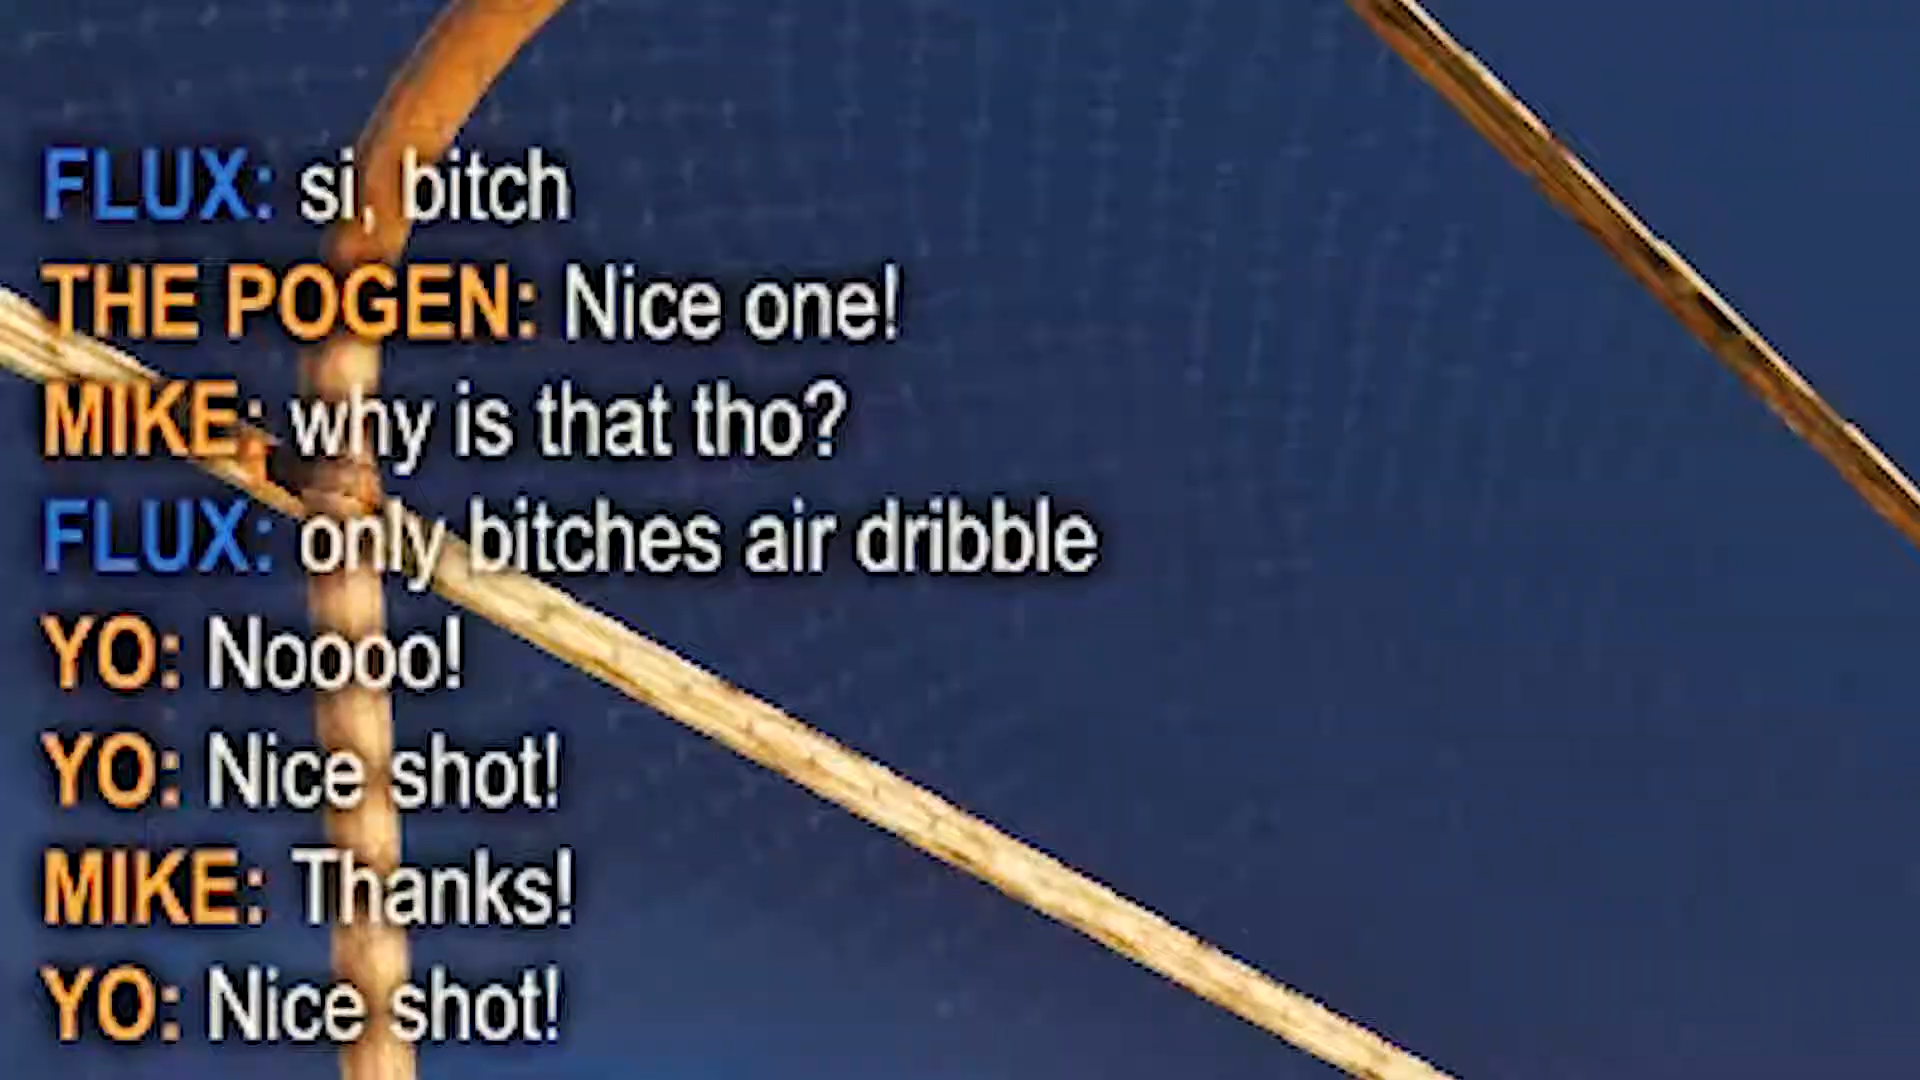 FLUX: si, bitch
THE POGEN: Nice one!
MIKE: why is that tho?
FLUX: only bitches air dribble
YO: Noooo!
YO: Nice shot!
MIKE: Thanks!
YO: Nice shot!